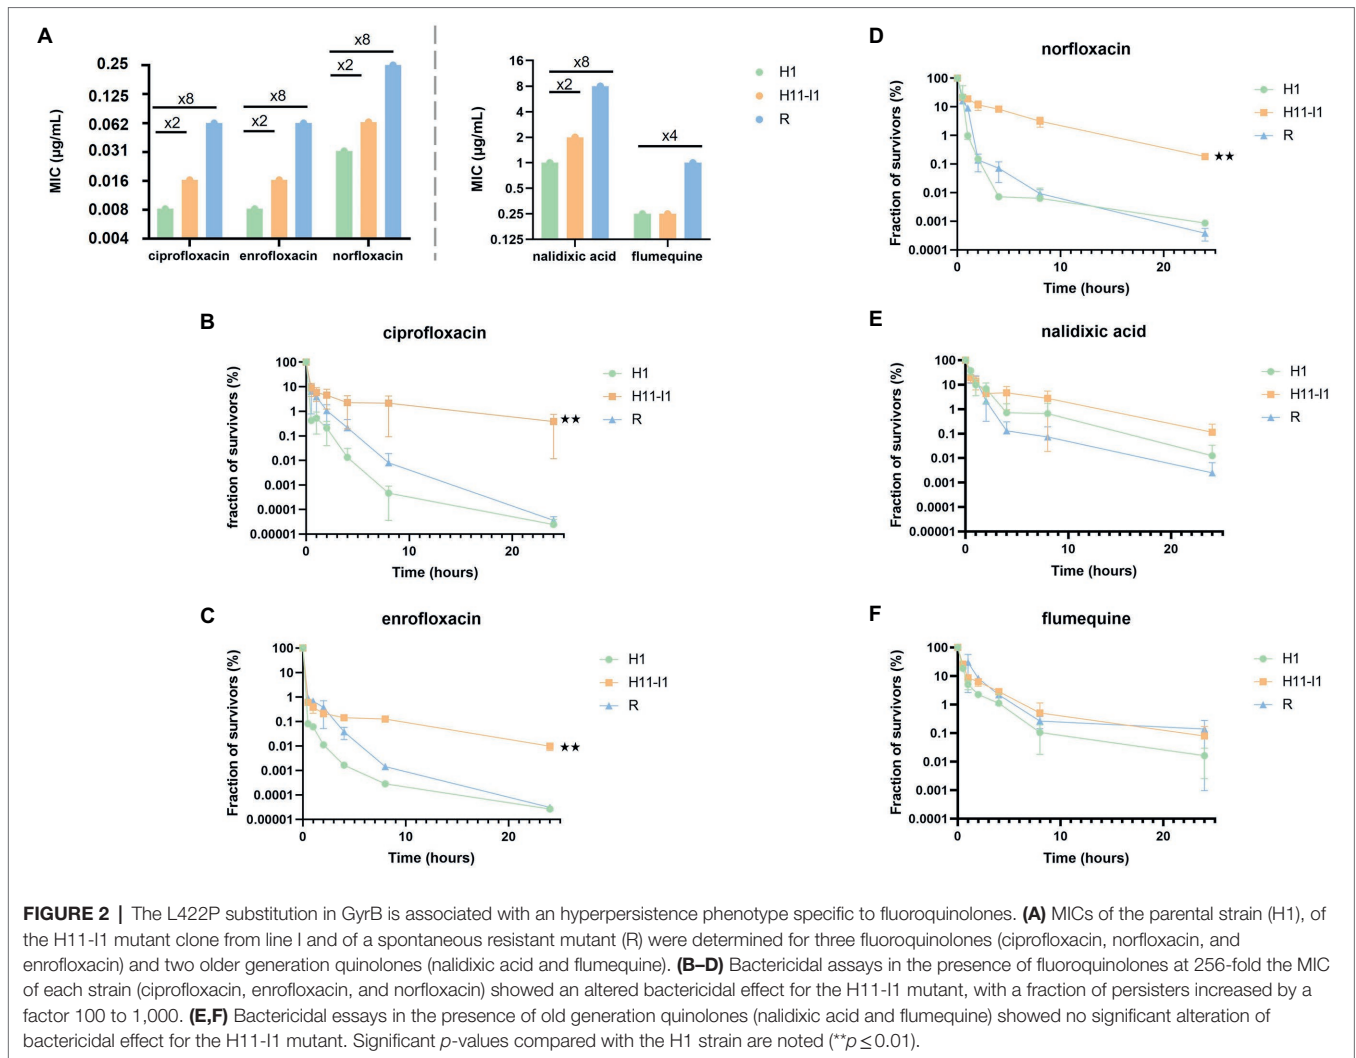 A
MIC (µg/mL)
0.25
0.125
0.062
0.031
0.016
0.008
0.004
x8
x2
x8
x2
x8
x2
ciprofloxacin
enrofloxacin
norfloxacin
MIC (µg/mL)
16
8
4
2
1
0.5
0.25
0.125
x8
x2
x4
nalidixic acid
flumequine
H1
H11-I1
R
B
ciprofloxacin
fraction of survivors (%)
100
10
1
0.1
0.01
0.001
0.0001
0.00001
0
10
20
Time (hours)
★★
H1
H11-I1
R
C
enrofloxacin
Fraction of survivors (%)
100
10
1
0.1
0.01
0.001
0.0001
0.00001
0
10
20
Time (hours)
★★
H1
H11-I1
R
D
norfloxacin
Fraction of survivors (%)
100
10
1
0.1
0.01
0.001
0.0001
0
20
Time (hours)
★★
H1
H11-I1
R
E
nalidixic acid
Fraction of survivors (%)
100
10
1
0.1
0.01
0.001
0.0001
0.00001
0
10
20
Time (hours)
H1
H11-I1
R
F
flumequine
Fraction of survivors (%)
100
10
1
0.1
0.01
0.001
0.0001
0
10
20
Time (hours)
H1
H11-I1
R
FIGURE 2 | The L422P substitution in GyrB is associated with an hyperpersistence phenotype specific to fluoroquinolones. (A) MICs of the parental strain (H1), of
the H11-I1 mutant clone from line I and of a spontaneous resistant mutant (R) were determined for three fluoroquinolones (ciprofloxacin, norfloxacin, and
enrofloxacin) and two older generation quinolones (nalidixic acid and flumequine). (B–D) Bactericidal assays in the presence of fluoroquinolones at 256-fold the MIC
of each strain (ciprofloxacin, enrofloxacin, and norfloxacin) showed an altered bactericidal effect for the H11-I1 mutant, with a fraction of persisters increased by a
factor 100 to 1,000. (E,F) Bactericidal essays in the presence of old generation quinolones (nalidixic acid and flumequine) showed no significant alteration of
bactericidal effect for the H11-I1 mutant. Significant p-values compared with the H1 strain are noted (**p ≤ 0.01).